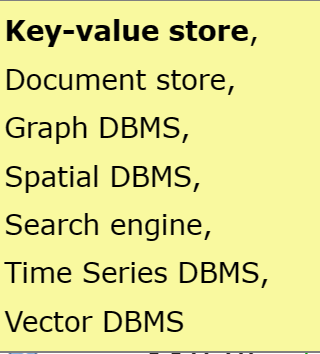 Key-value store,
Document store,
Graph DBMS,
Spatial DBMS,
Search engine,
Time Series DBMS,
Vector DBMS